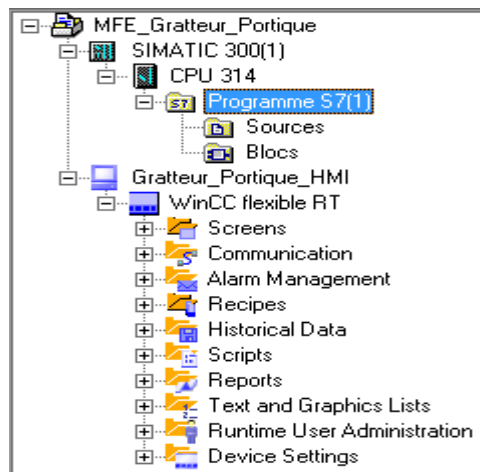 MFE_Gratteur_Portique
SIMATIC 300(1)
CPU 314
Programme S7(1)
Sources
Blocs
Gratteur_Portique_HMI
WinCC flexible RT
Screens
Communication
Alarm Management
Recipes
Historical Data
Scripts
Reports
Text and Graphics Lists
Runtime User Administration
Device Settings